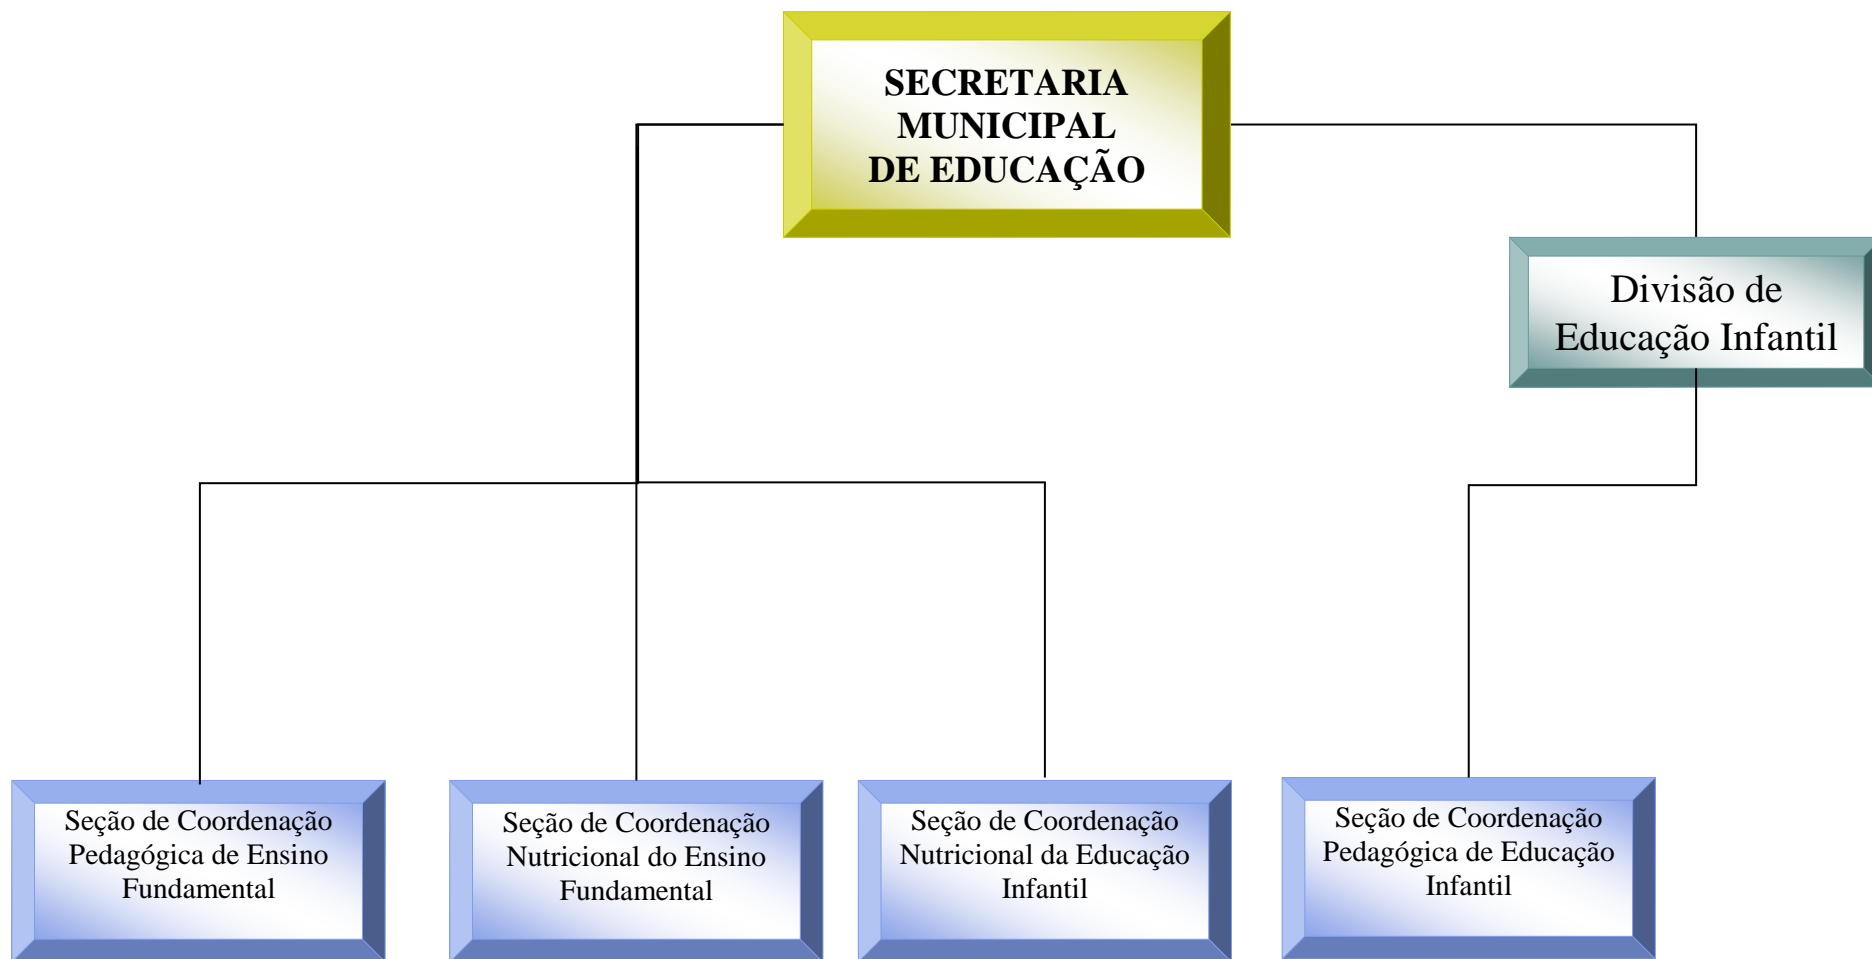 SECRETARIA
MUNICIPAL
DE EDUCAÇÃO
Divisão de
Educação Infantil
Seção de Coordenação
Pedagógica de Ensino
Fundamental
Seção de Coordenação
Nutricional do Ensino
Fundamental
Seção de Coordenação
Nutricional da Educação
Infantil
Seção de Coordenação
Pedagógica de Educação
Infantil